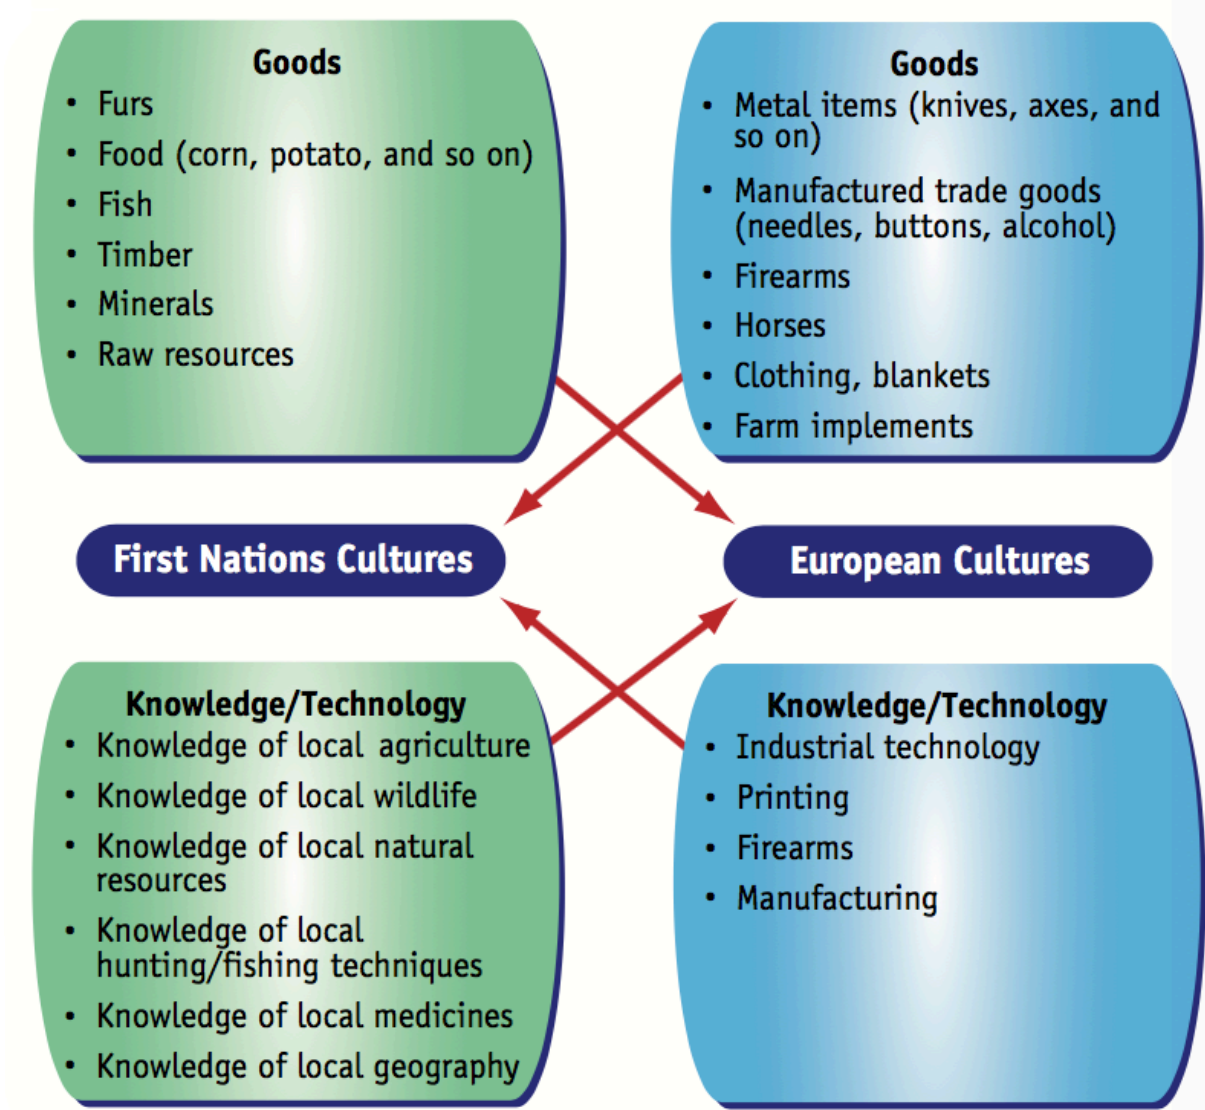 Goods
• Furs
• Food (corn, potato, and so on)
• Fish
• Timber
• Minerals
• Raw resources
Goods
• Metal items (knives, axes, and
so on)
• Manufactured trade goods
(needles, buttons, alcohol)
• Firearms
• Horses
• Clothing, blankets
• Farm implements
First Nations Cultures
European Cultures
Knowledge/Technology
• Knowledge of local agriculture
• Knowledge of local wildlife
• Knowledge of local natural
resources
• Knowledge of local
hunting/fishing techniques
• Knowledge of local medicines
• Knowledge of local geography
Knowledge/Technology
• Industrial technology
• Printing
• Firearms
• Manufacturing